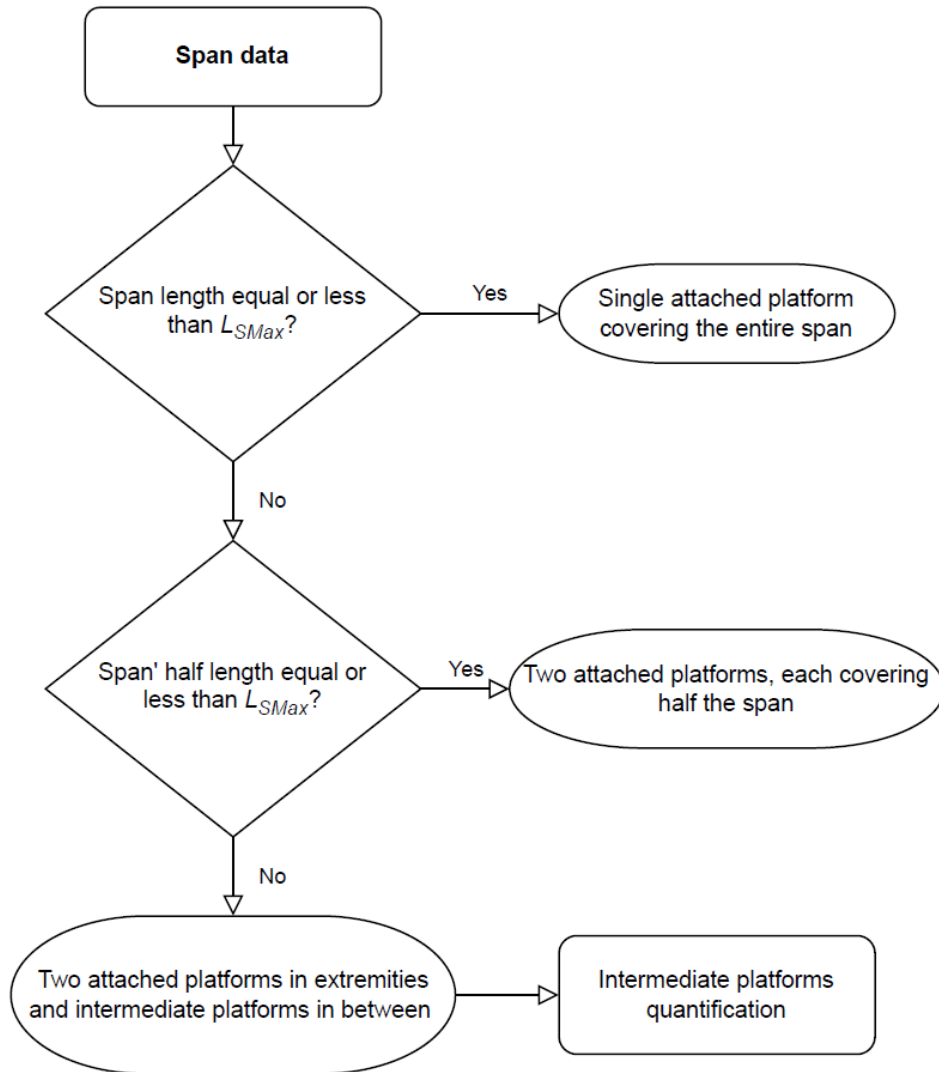 Span data
Span length equal or less
than L_SMax?
Yes
Single attached platform
covering the entire span
No
Span' half length equal or
less than L_SMax?
Yes
Two attached platforms, each covering
half the span
No
Two attached platforms in extremities
and intermediate platforms in between
Intermediate platforms
quantification